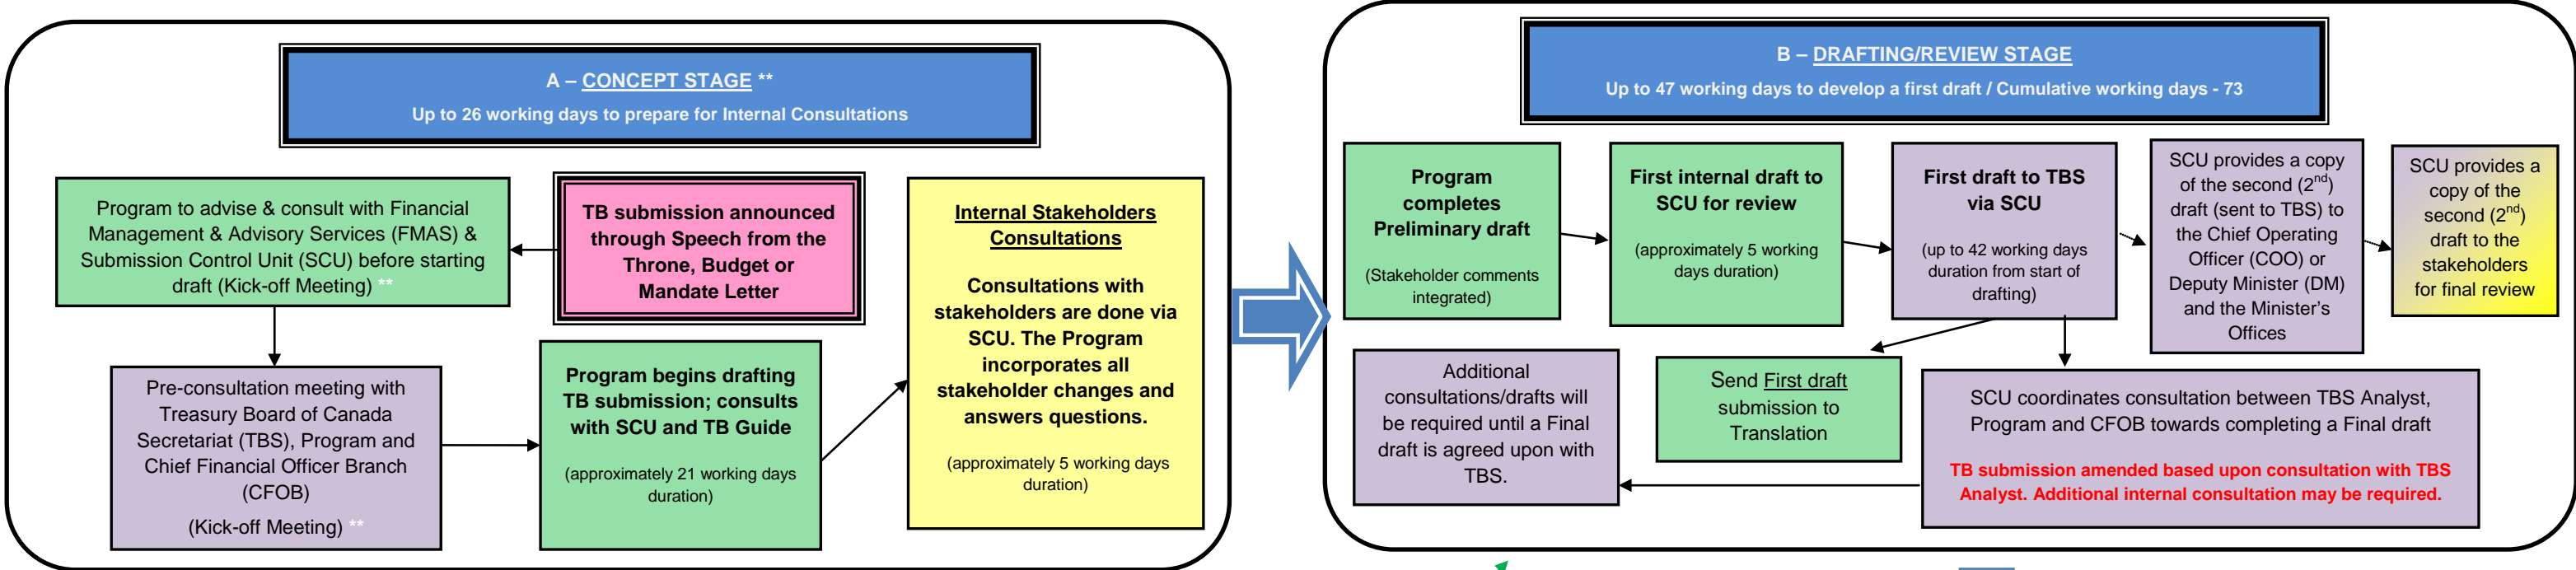 A – CONCEPT STAGE **
Up to 26 working days to prepare for Internal Consultations
Program to advise & consult with Financial
Management & Advisory Services (FMAS) &
Submission Control Unit (SCU) before starting
draft (Kick-off Meeting) **
TB submission announced
through Speech from the
Throne, Budget or
Mandate Letter
Pre-consultation meeting with
Treasury Board of Canada
Secretariat (TBS), Program and
Chief Financial Officer Branch
(CFOB)
(Kick-off Meeting) **
Program begins drafting
TB submission; consults
with SCU and TB Guide
(approximately 21 working days
duration)
Internal Stakeholders
Consultations
Consultations with
stakeholders are done via
SCU. The Program
incorporates all
stakeholder changes and
answers questions.
(approximately 5 working days
duration)
B – DRAFTING/REVIEW STAGE
Up to 47 working days to develop a first draft / Cumulative working days - 73
Program
completes
Preliminary draft
(Stakeholder comments
integrated)
First internal draft to
SCU for review
(approximately 5 working
days duration)
First draft to TBS
via SCU
(up to 42 working days
duration from start of
drafting)
SCU provides a copy
of the second (2nd)
draft (sent to TBS) to
the Chief Operating
Officer (COO) or
Deputy Minister (DM)
and the Minister's
Offices
SCU provides a
copy of the
second (2nd)
draft to the
stakeholders
for final review
Additional
consultations/drafts will
be required until a Final
draft is agreed upon with
TBS.
Send First draft
submission to
Translation
SCU coordinates consultation between TBS Analyst,
Program and CFOB towards completing a Final draft
TB submission amended based upon consultation with TBS
Analyst. Additional internal consultation may be required.